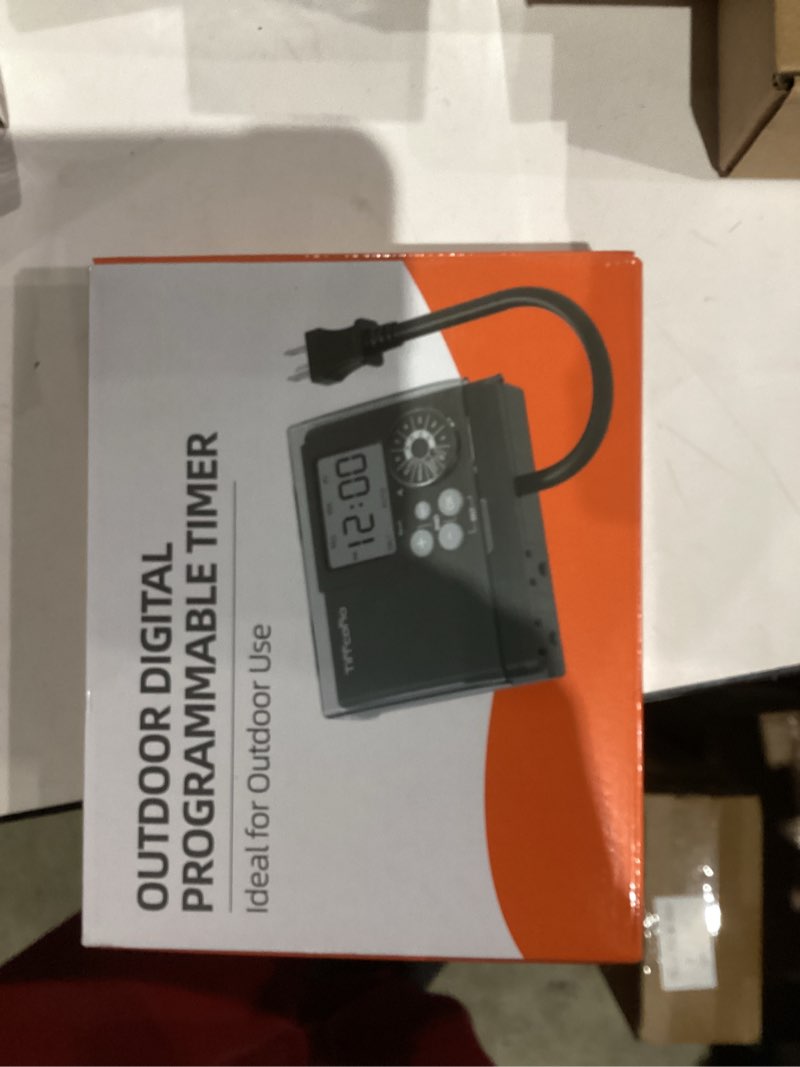 OUTDOOR DIGITAL
PROGRAMMABLE TIMER
Ideal for Outdoor Use
12:00